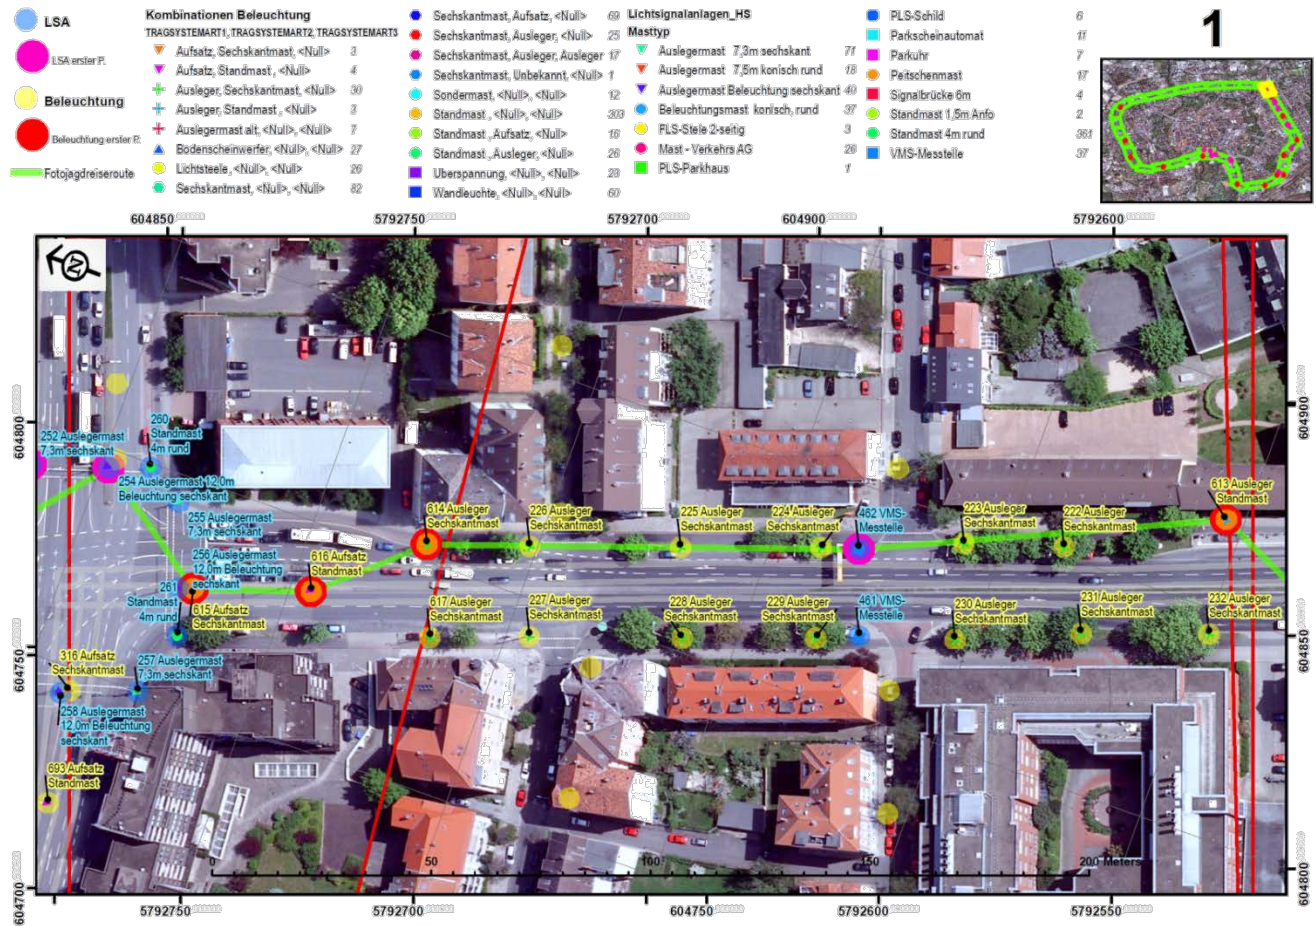 LSA
LSA erster P.
Beleuchtung
Beleuchtung erster P.
Fotojagdreiseroute
Kombinationen Beleuchtung
TRAGSYSTEMART1, TRAGSYSTEMART2, TRAGSYSTEMART3
Aufsatz, Sechskantmast, <Null> 3
Aufsatz, Standmast, <Null> 4
Ausleger, Sechskantmast, <Null> 30
Ausleger, Standmast, <Null> 3
Auslegermast alt, <Null>, <Null> 7
Bodenscheinwerfer, <Null>, <Null> 27
Lichtsteele, <Null>, <Null> 26
Sechskantmast, <Null>, <Null> 82
Sechskantmast, Aufsatz, <Null> 69
Sechskantmast, Ausleger, <Null> 25
Sechskantmast, Ausleger, Ausleger 17
Sechskantmast, Unbekannt, <Null> 1
Sondermast, <Null>, <Null> 12
Standmast, <Null>, <Null> 303
Standmast, Aufsatz, <Null> 16
Standmast, Ausleger, <Null> 26
Uberspannung, <Null>, <Null> 23
Wandleuchte, <Null>, <Null> 60
Lichtsignalanlagen_HS
Masttyp
Auslegermast 7,3m sechskant 71
Auslegermast 7,5m konisch rund 18
Auslegermast Beleuchtung sechskant 40
Beleuchtungsmast konisch, rund 37
PLS-Stele 2-seitig 3
Mast - Verkehrs AG 26
PLS-Parkhaus 1
PLS-Schild 6
Parkscheinautomat 11
Parkuhr 7
Peitschenmast 17
Signalbrücke 6m 4
Standmast 1,5m Anfo 2
Standmast 4m rund 361
VMS-Messtelle 37
1
604850
5792750
5792700
604900
5792650
604800
604750
604700
604900
604850
604800
N
252 Auslegermast
7,3m sechskant
260
Standmast
4m rund
254 Auslegermast 12,0m
Beleuchtung sechskant
255 Auslegermast
7,3m sechskant
256 Auslegermast
12,0m Beleuchtung
sechskant
261
Standmast
4m rund
615 Aufsatz
Sechskantmast
616 Aufsatz
Standmast
614 Ausleger
Sechskantmast
226 Ausleger
Sechskantmast
225 Ausleger
Sechskantmast
224 Ausleger
Sechskantmast
462 VMS-
Messtelle
223 Ausleger
Sechskantmast
222 Ausleger
Sechskantmast
613 Ausleger
Standmast
617 Ausleger
Sechskantmast
227 Ausleger
Sechskantmast
228 Ausleger
Sechskantmast
229 Ausleger
Sechskantmast
461 VMS-
Messtelle
230 Ausleger
Sechskantmast
231 Ausleger
Sechskantmast
232 Ausleger
Sechskantmast
316 Aufsatz
Sechskantmast
257 Auslegermast
7,3m sechskant
258 Auslegermast
12,0m Beleuchtung
sechskant
693 Aufsatz
Standmast
0 50 100 150 200 Meters
5792750
5792700
604750
5792600
5792550